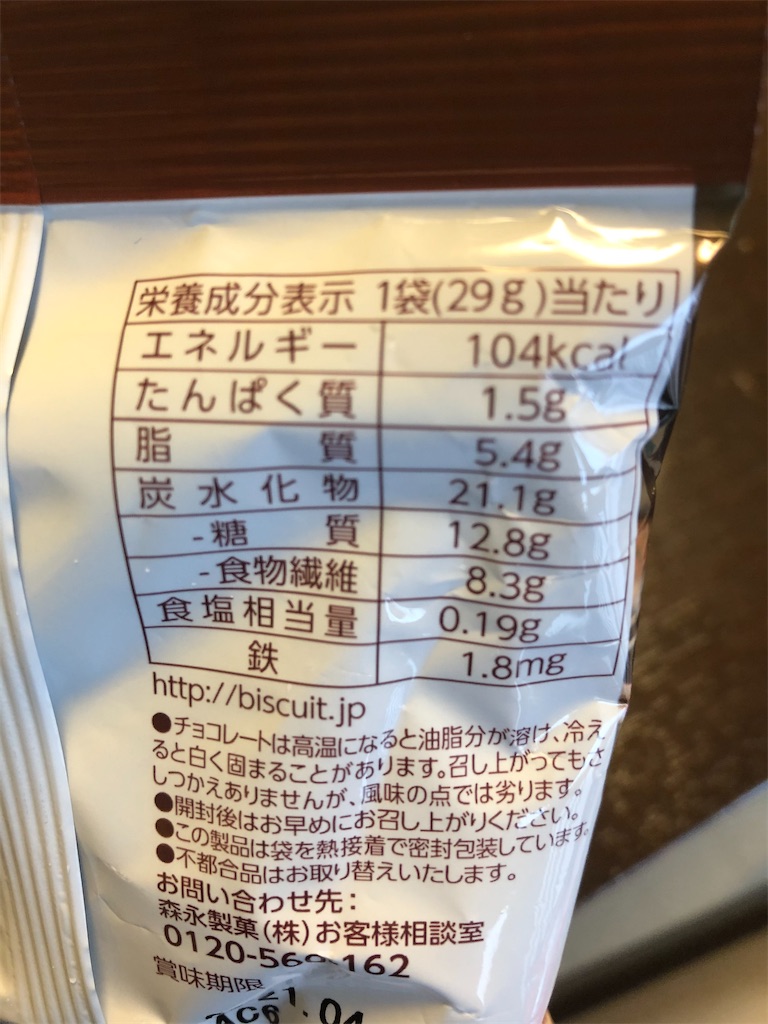 栄養成分表示 1袋(29g)当たり
エネルギー 104kcal
たんぱく質 1.5g
脂質 5.4g
炭水化物 21.1g
-糖質 12.8g
-食物繊維 8.3g
食塩相当量 0.19g
鉄 1.8mg
http://biscuit.jp
●チョコレートは高温になると油脂分が溶け、冷え
ると白く固まることがあります。召し上がってもさ
しつかえありませんが、風味の点では劣ります。
●開封後はお早めにお召し上がりください。
●この製品は袋を熱接着で密封包装しています。
●不都合品はお取り替えいたします。
お問い合わせ先：
森永製菓(株)お客様相談室
0120-560-162
賞味期限
21.04